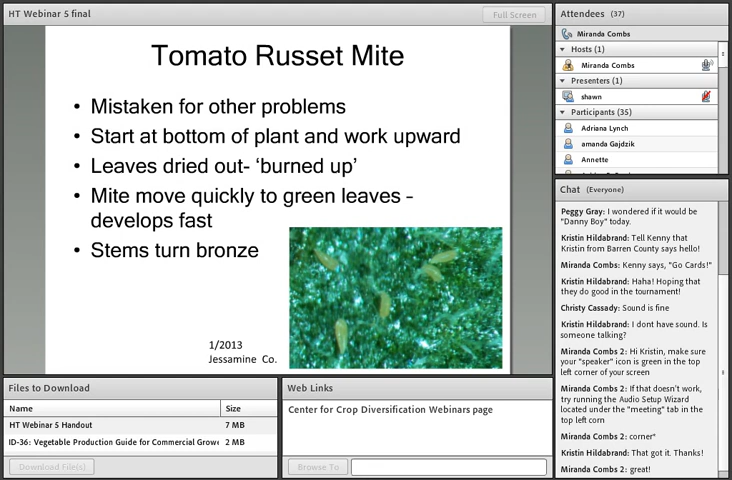 HT Webinar 5 final
Full Screen
Tomato Russet Mite
• Mistaken for other problems
• Start at bottom of plant and work upward
• Leaves dried out- ‘burned up’
• Mite move quickly to green leaves –
develops fast
• Stems turn bronze
1/2013
Jessamine Co.
Files to Download
Name Size
HT Webinar 5 Handout 7 MB
ID-36: Vegetable Production Guide for Commercial Growe 2 MB
Download File(s)
Web Links
Center for Crop Diversification Webinars page
Browse To
Attendees (37)
Miranda Combs
Hosts (1)
Miranda Combs
Presenters (1)
shawn
Participants (35)
Adriana Lynch
amanda Gajdzik
Annette
Chat (Everyone)
Peggy Gray: I wondered if it would be
"Danny Boy" today.
Kristin Hildabrand: Tell Kenny that
Kristin from Barren County says hello!
Miranda Combs: Kenny says, "Go Cards!"
Kristin Hildabrand: Haha! Hoping that
they do good in the tournament!
Christy Cassady: Sound is fine
Kristin Hildabrand: I dont have sound. Is
someone talking?
Miranda Combs 2: Hi Kristin, make sure
your "speaker" icon is green in the top
left corner of your screen
Miranda Combs 2: If that doesn't work,
try running the Audio Setup Wizard
located under the "meeting" tab in the
top left corn
Miranda Combs 2: corner*
Kristin Hildabrand: That got it. Thanks!
Miranda Combs 2: great!